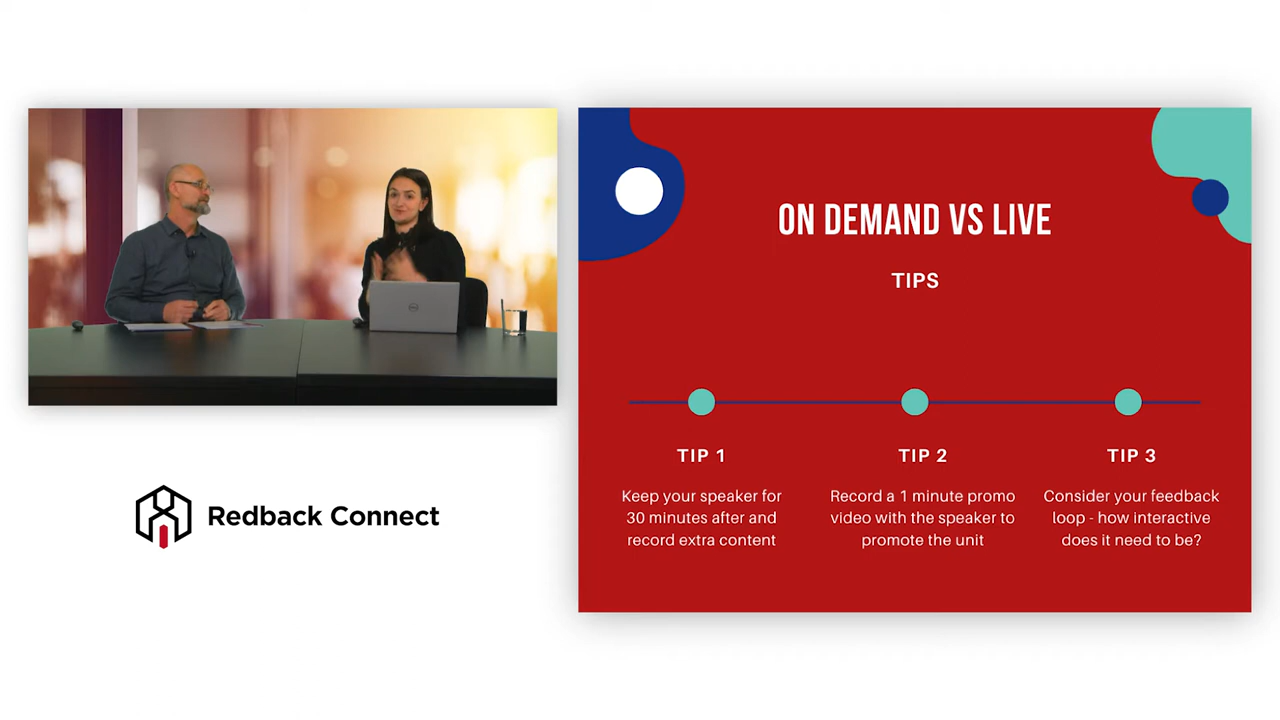 Redback Connect
ON DEMAND VS LIVE
TIPS
TIP 1
Keep your speaker for
30 minutes after and
record extra content
TIP 2
Record a 1 minute promo
video with the speaker to
promote the unit
TIP 3
Consider your feedback
loop - how interactive
does it need to be?